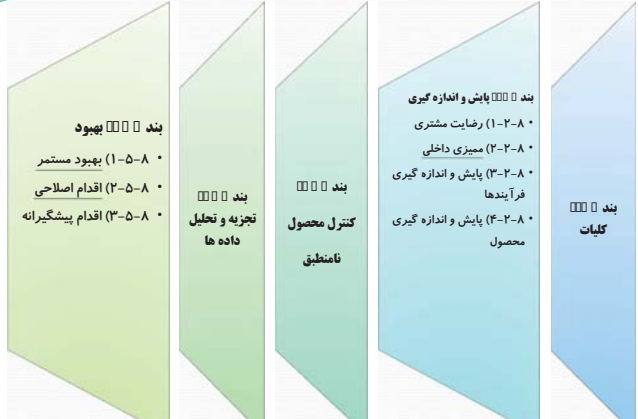 بند
کلیات
بند پایش و اندازه گیری
• ۸-۲-۱) رضایت مشتری
• ۸-۲-۲) ممیزی داخلی
• ۸-۲-۳) پایش و اندازه گیری
فرآیندها
• ۸-۲-۴) پایش و اندازه گیری
محصول
بند
کنترل محصول
نامنطبق
بند
تجزیه و تحلیل
داده ها
بند بهبود
• ۸-۵-۱) بهبود مستمر
• ۸-۵-۲) اقدام اصلاحی
• ۸-۵-۳) اقدام پیشگیرانه